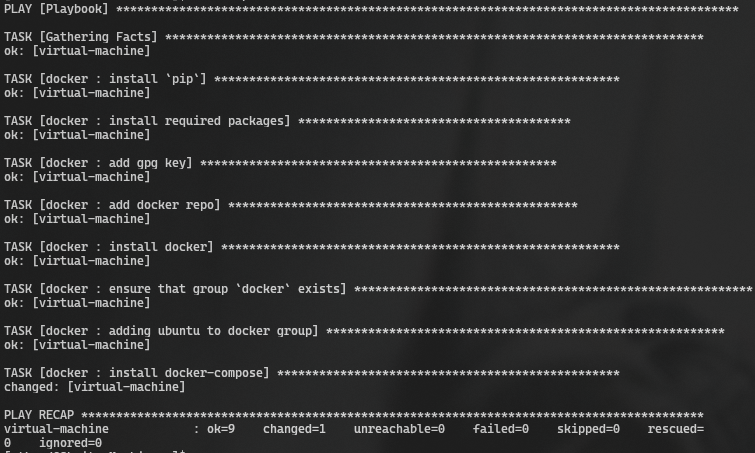 PLAY [Playbook] *****************************************************************************************
TASK [Gathering Facts] *****************************************************************************
ok: [virtual-machine]
TASK [docker : install `pip`] **********************************************************
ok: [virtual-machine]
TASK [docker : install required packages] ***************************************
ok: [virtual-machine]
TASK [docker : add gpg key] ***************************************************
ok: [virtual-machine]
TASK [docker : add docker repo] **************************************************
ok: [virtual-machine]
TASK [docker : install docker] *********************************************************
ok: [virtual-machine]
TASK [docker : ensure that group `docker` exists] *********************************************************
ok: [virtual-machine]
TASK [docker : adding ubuntu to docker group] *********************************************************
ok: [virtual-machine]
TASK [docker : install docker-compose] *************************************************
changed: [virtual-machine]
PLAY RECAP *****************************************************************************************
virtual-machine            : ok=9    changed=1    unreachable=0    failed=0    skipped=0    rescued=
0    ignored=0